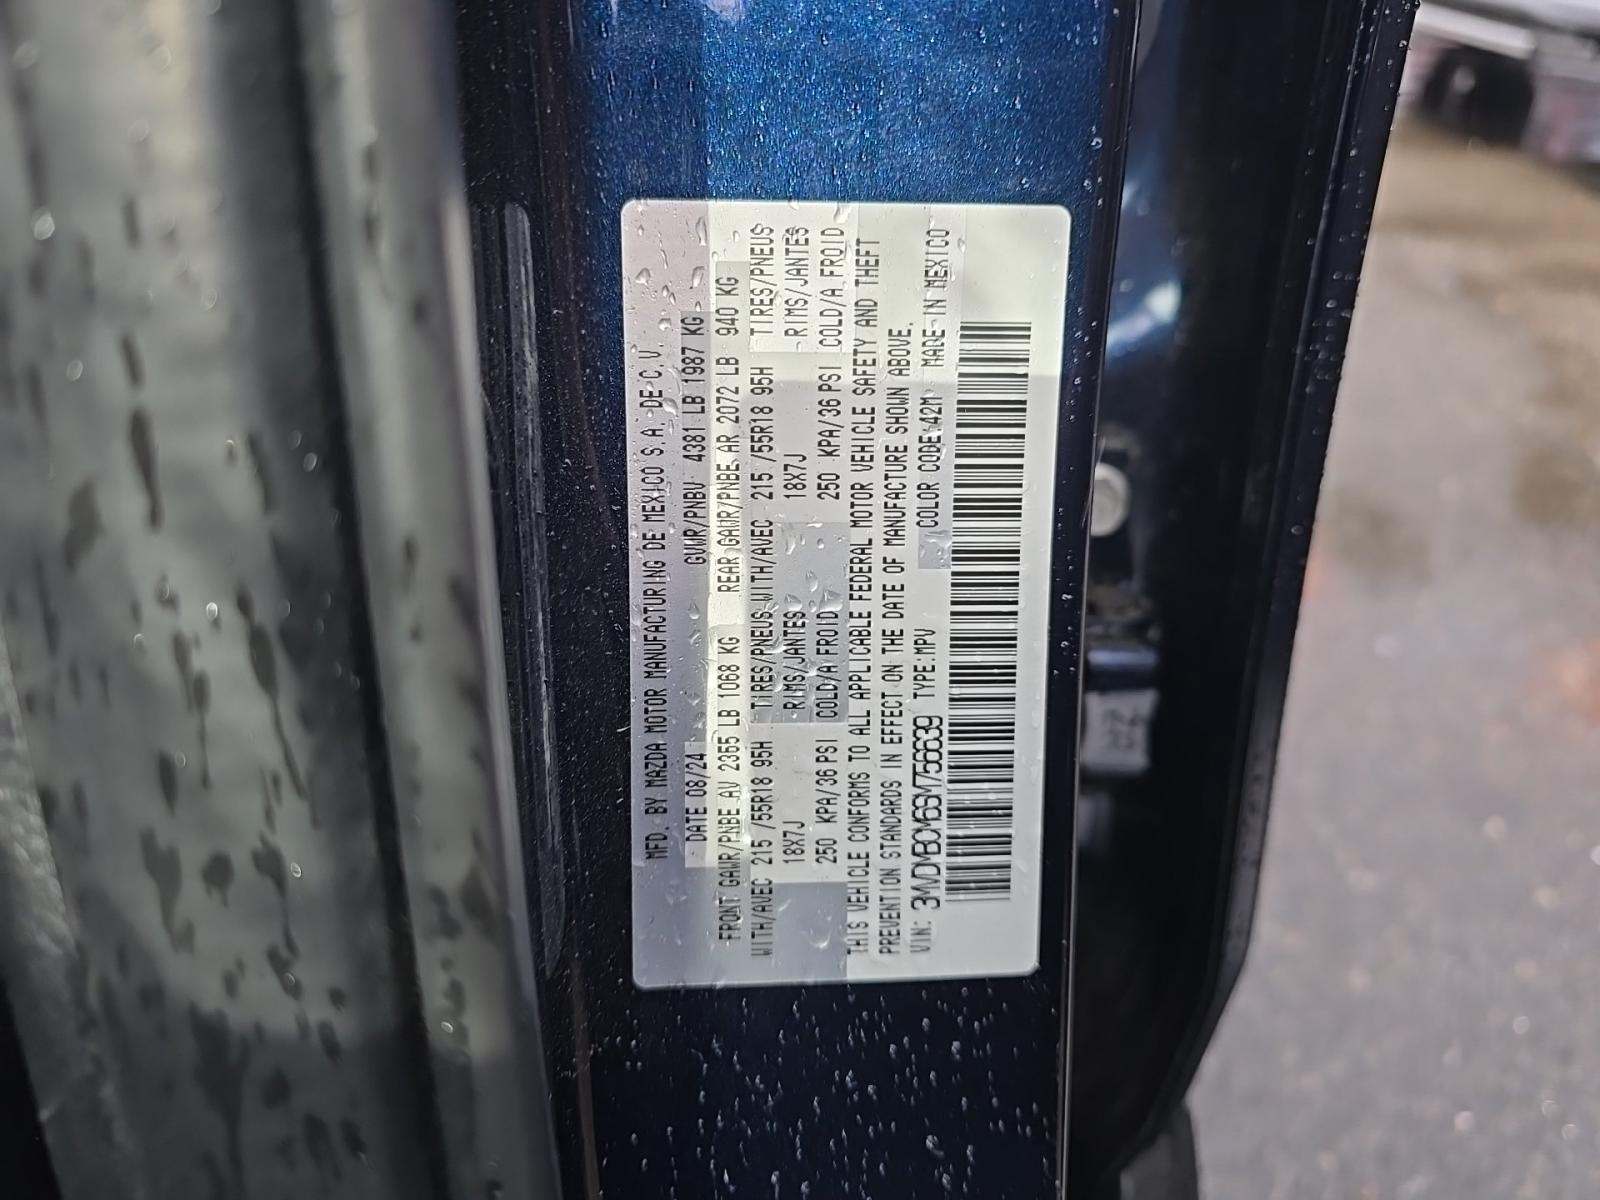 MFD. BY MAZDA MOTOR MANUFACTURING DE MEXICO S.A. DE C.V.
DATE 08/24 GVWR/PNBV 4381 LB 1987 KG
FRONT GAWR/PNBE AV 2355 LB 1068 KG REAR GAWR/PNBE AR 2072 LB 940 KG
WITH/AVEC 215 /55R18 95H TIRES/PNEUS WITH/AVEC 215 /55R18 95H TIRES/PNEUS
18X7J RIMS/JANTES 18X7J RIMS/JANTES
250 KPA/36 PSI COLD/A FROID 250 KPA/36 PSI COLD/A FROID
THIS VEHICLE CONFORMS TO ALL APPLICABLE FEDERAL MOTOR VEHICLE SAFETY AND THEFT
PREVENTION STANDARDS IN EFFECT ON THE DATE OF MANUFACTURE SHOWN ABOVE.
VIN: 3MVDMBCM6SM756639 TYPE:MPV COLOR CODE:42M MADE IN MEXICO